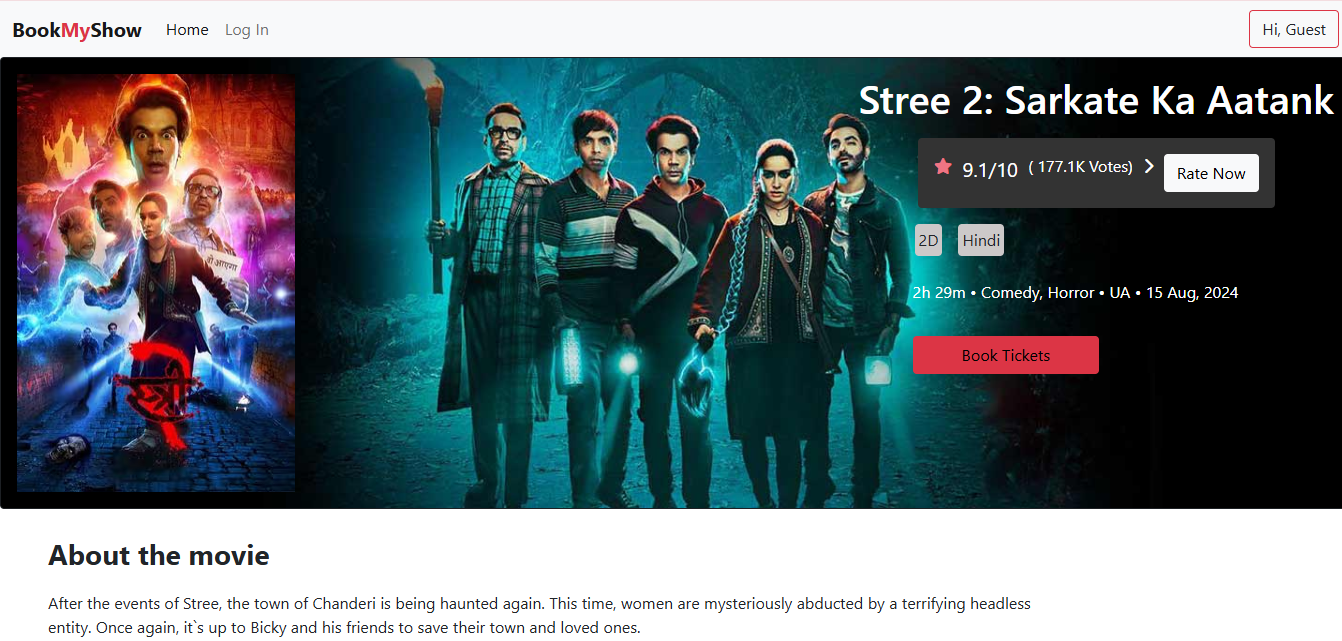 BookMyShow Home Log In Hi, Guest
Stree 2: Sarkate Ka Aatank
9.1/10 ( 177.1K Votes) Rate Now
2D Hindi
2h 29m • Comedy, Horror • UA • 15 Aug, 2024
Book Tickets
ओ
आएगा
स्त्री
About the movie
After the events of Stree, the town of Chanderi is being haunted again. This time, women are mysteriously abducted by a terrifying headless
entity. Once again, it`s up to Bicky and his friends to save their town and loved ones.